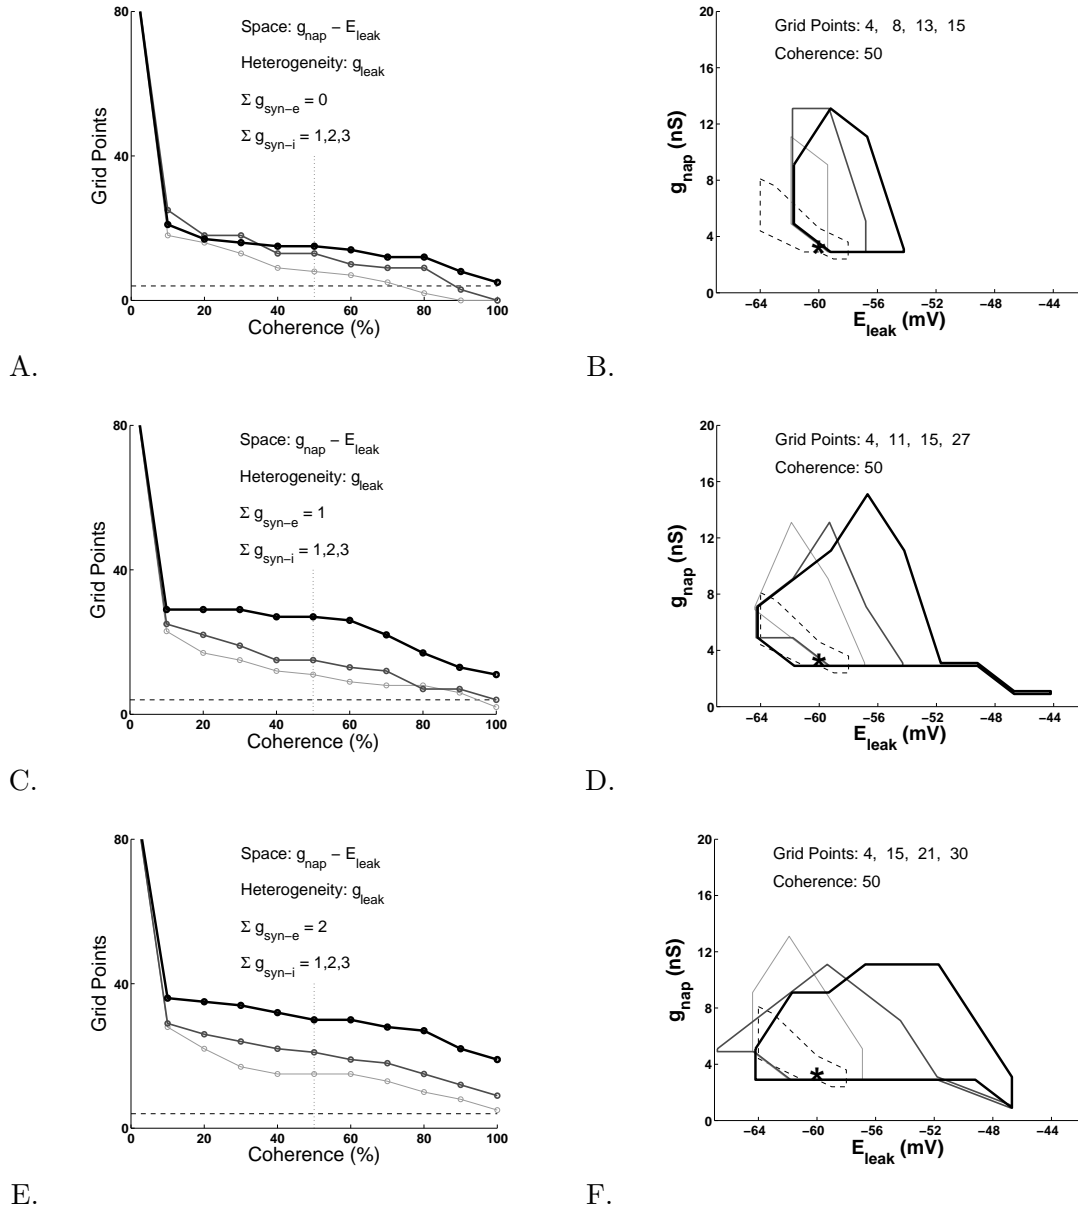 80
40
0
Grid Points
Space: g_nap − E_leak
Heterogeneity: g_leak
Σ g_syn−e = 0
Σ g_syn−i = 1,2,3
20 40 60 80 100
Coherence (%)
A.
20
16
12
8
4
0
g_nap (nS)
Grid Points: 4, 8, 13, 15
Coherence: 50
*
−64 −60 −56 −52 −48 −44
E_leak (mV)
B.
80
40
0
Grid Points
Space: g_nap − E_leak
Heterogeneity: g_leak
Σ g_syn−e = 1
Σ g_syn−i = 1,2,3
20 40 60 80 100
Coherence (%)
C.
20
16
12
8
4
0
g_nap (nS)
Grid Points: 4, 11, 15, 27
Coherence: 50
*
−64 −60 −56 −52 −48 −44
E_leak (mV)
D.
80
40
0
Grid Points
Space: g_nap − E_leak
Heterogeneity: g_leak
Σ g_syn−e = 2
Σ g_syn−i = 1,2,3
20 40 60 80 100
Coherence (%)
E.
20
16
12
8
4
0
g_nap (nS)
Grid Points: 4, 15, 21, 30
Coherence: 50
*
−64 −60 −56 −52 −48 −44
E_leak (mV)
F.